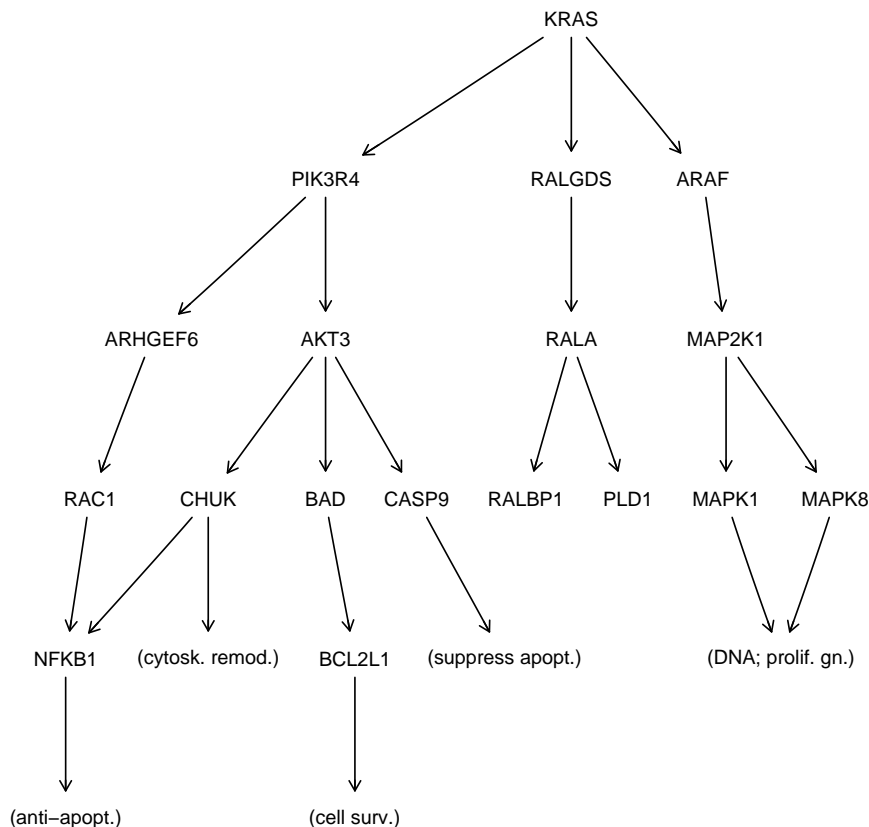 KRAS
PIK3R4 RALGDS ARAF
ARHGEF6 AKT3 RALA MAP2K1
RAC1 CHUK BAD CASP9 RALBP1 PLD1 MAPK1 MAPK8
NFKB1 (cytosk. remod.) BCL2L1 (suppress apopt.) (DNA; prolif. gn.)
(anti−apopt.) (cell surv.)